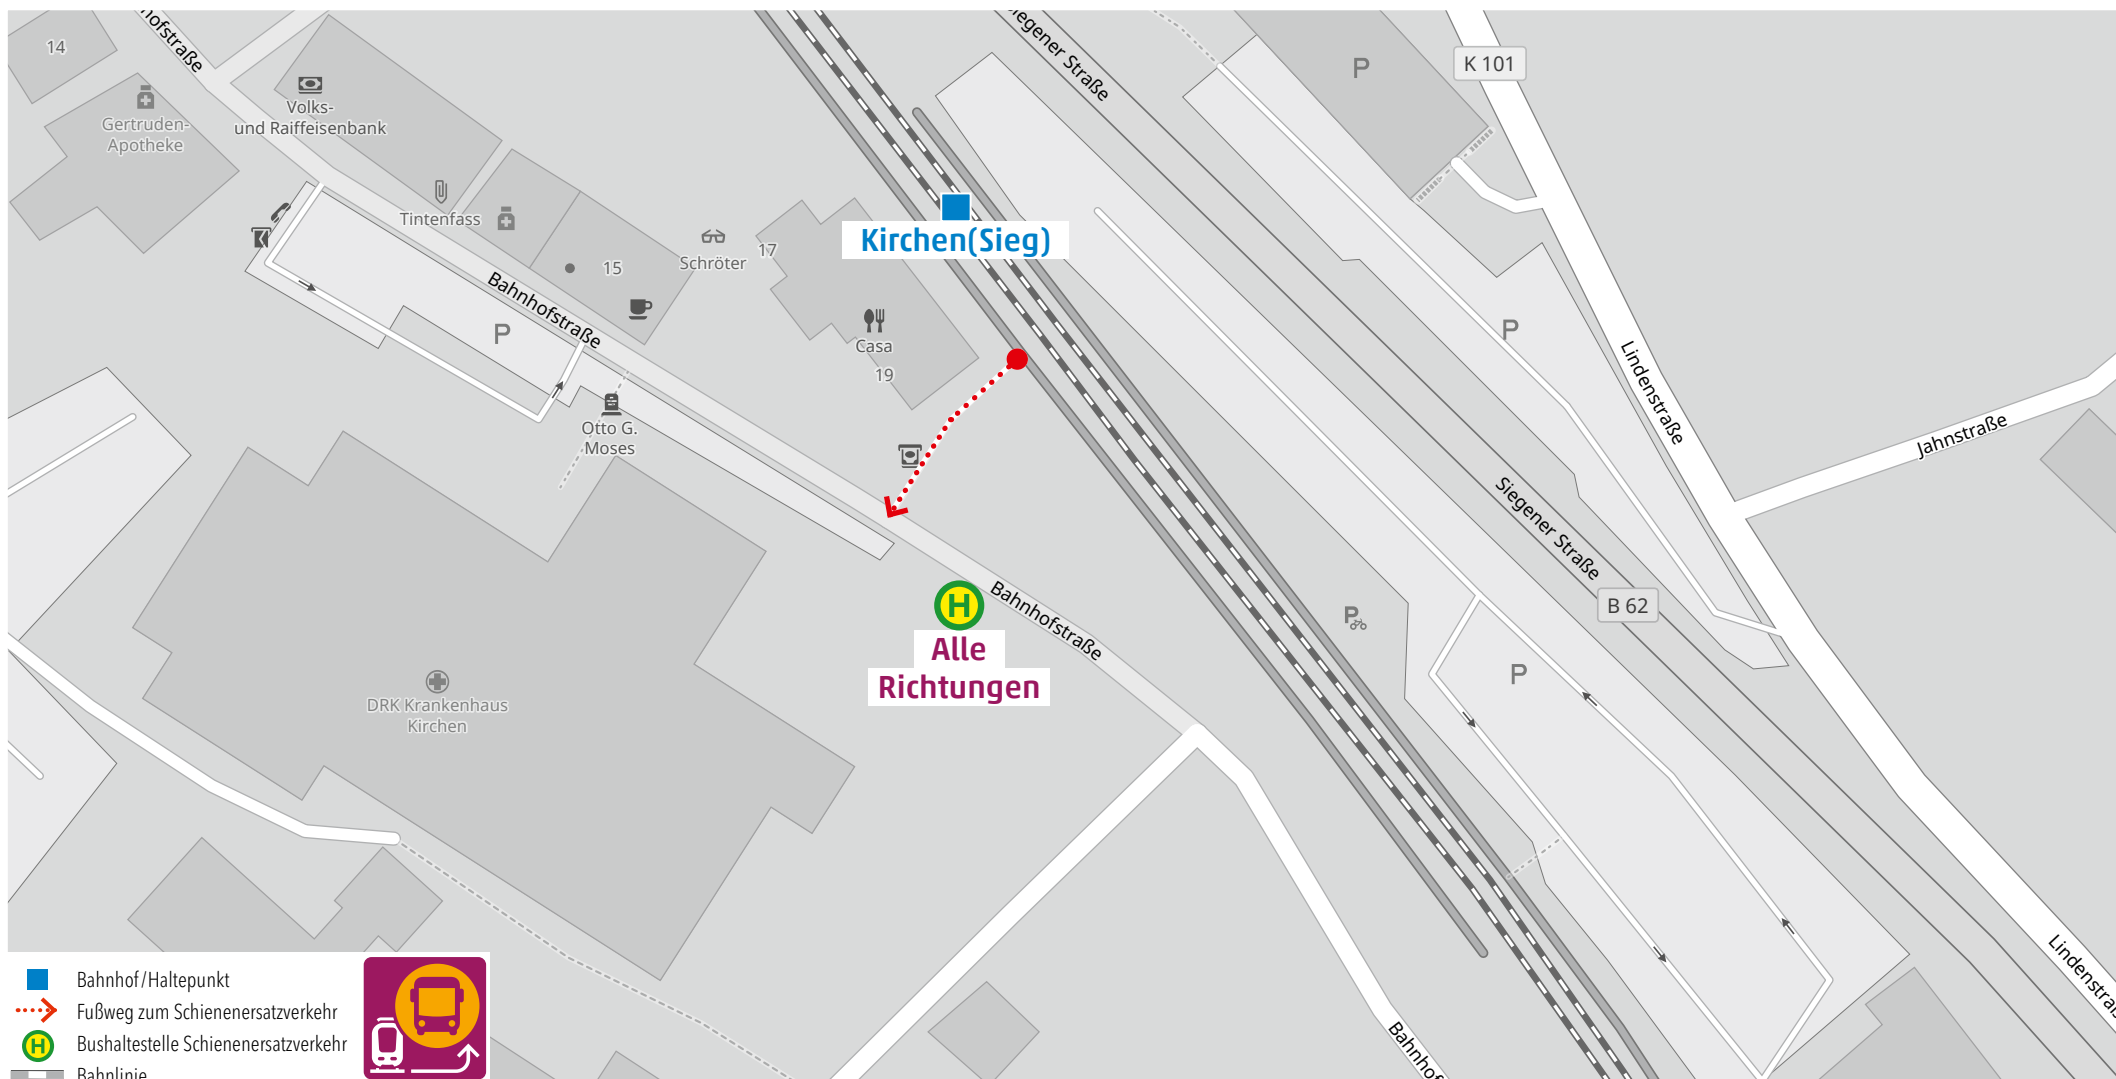 14
hofstraße
Gertruden-
Apotheke
Volks-
und Raiffeisenbank
Tintenfass
15
Schröter
17
Bahnhofstraße
P
Otto G.
Moses
Casa
19
Kirchen(Sieg)
Siegener Straße
P
K 101
P
Lindenstraße
Jahnstraße
Siegener Straße
B 62
P
P
H
Alle
Richtungen
Bahnhofstraße
DRK Krankenhaus
Kirchen
Lindenstraß
Bahnhof
Bahnhof/Haltepunkt
Fußweg zum Schienenersatzverkehr
H
Bushaltestelle Schienenersatzverkehr
Bahnlinie